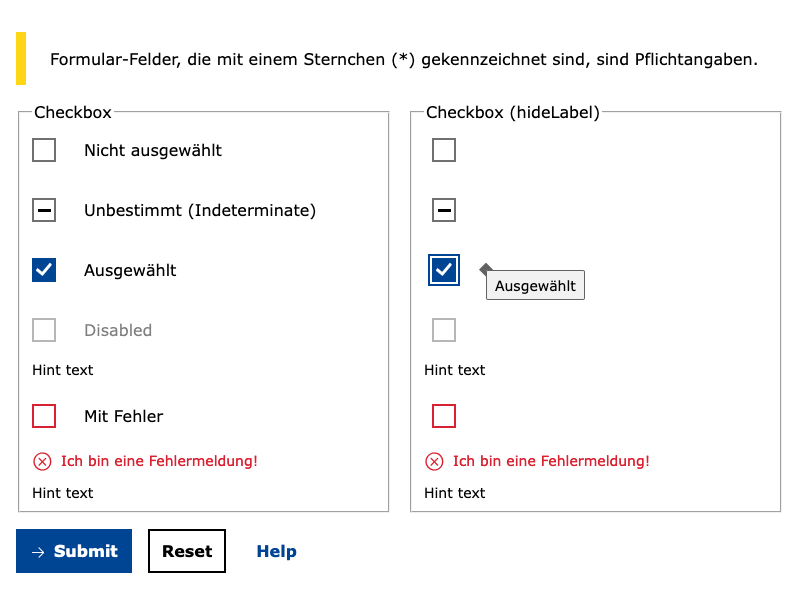 Formular-Felder, die mit einem Sternchen (*) gekennzeichnet sind, sind Pflichtangaben.
Checkbox
Nicht ausgewählt
Unbestimmt (Indeterminate)
Ausgewählt
Disabled
Hint text
Mit Fehler
Ich bin eine Fehlermeldung!
Hint text
Checkbox (hideLabel)
Ausgewählt
Hint text
Ich bin eine Fehlermeldung!
Hint text
Submit
Reset
Help